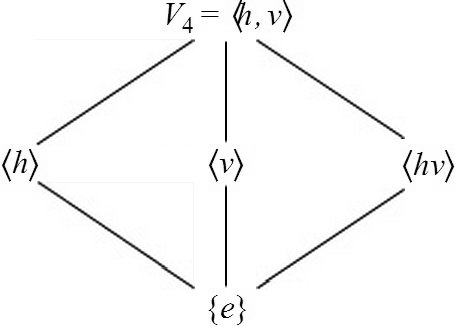 V₄ = ⟨h, v⟩
⟨h⟩ ⟨v⟩ ⟨hv⟩
{e}